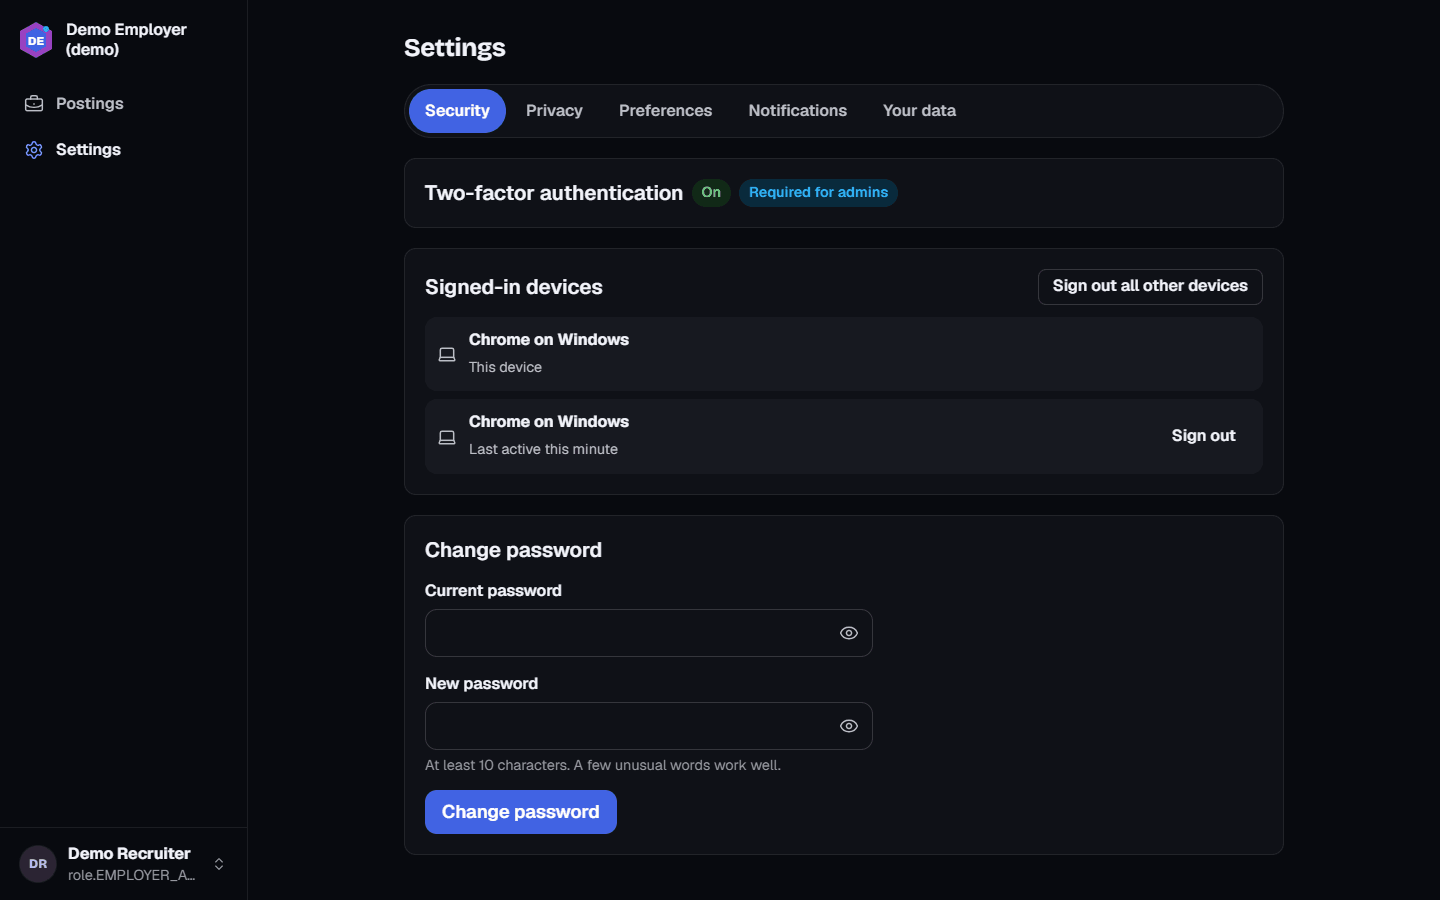 DE
Demo Employer
(demo)
Postings
Settings
DR
Demo Recruiter
role.EMPLOYER_A...
Settings
Security
Privacy
Preferences
Notifications
Your data
Two-factor authentication
On
Required for admins
Signed-in devices
Sign out all other devices
Chrome on Windows
This device
Chrome on Windows
Last active this minute
Sign out
Change password
Current password
New password
At least 10 characters. A few unusual words work well.
Change password